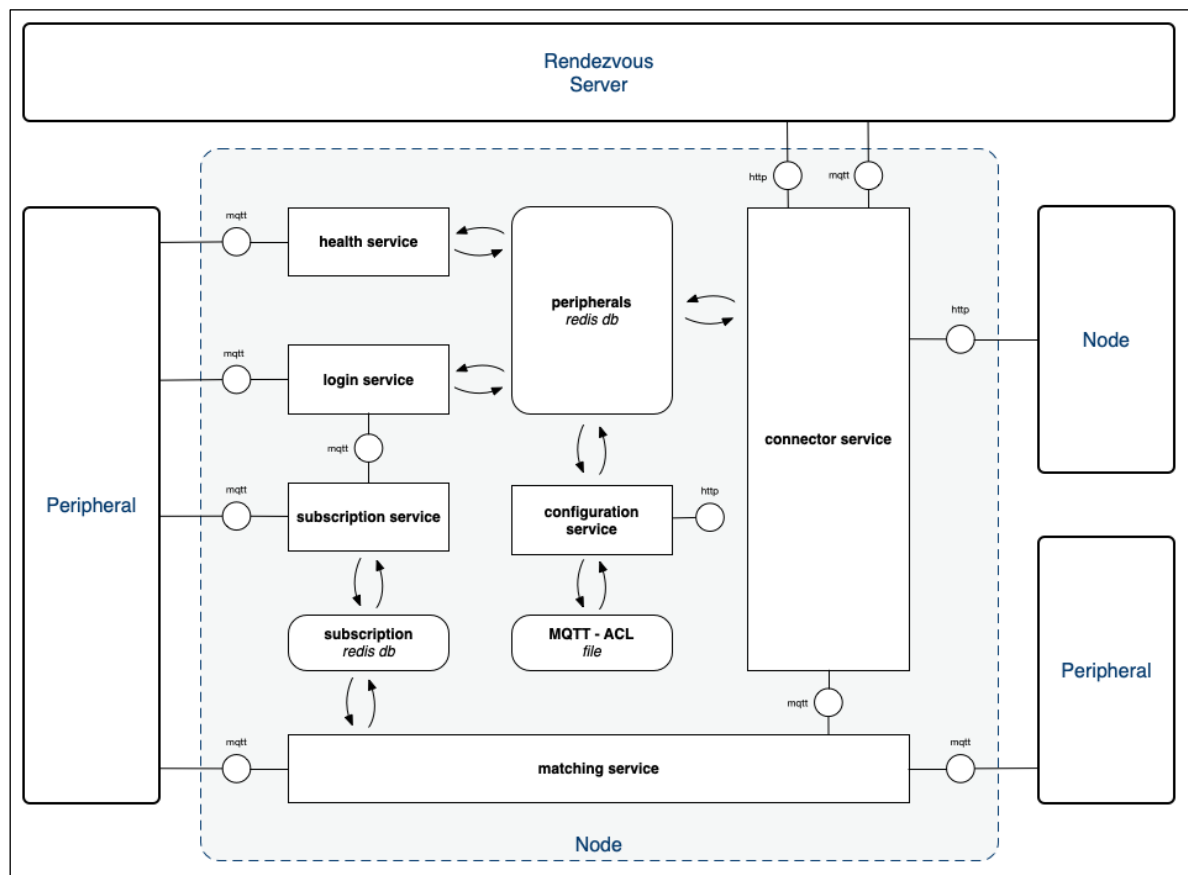 Rendezvous
Server
http
mqtt
mqtt
health service
peripherals
redis db
http
Node
mqtt
login service
mqtt
connector service
Peripheral
mqtt
subscription service
configuration
service
http
subscription
redis db
MQTT - ACL
file
Peripheral
mqtt
mqtt
matching service
mqtt
Node